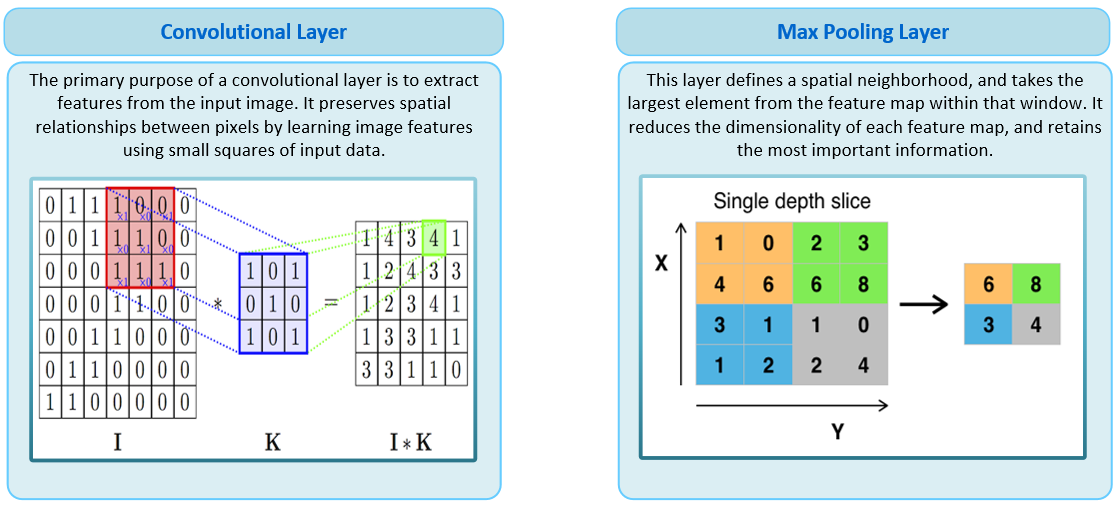 Convolutional Layer
The primary purpose of a convolutional layer is to extract
features from the input image. It preserves spatial
relationships between pixels by learning image features
using small squares of input data.
0 1 1 1 0 0 0
x1 x0 x1
0 0 1 1 1 0 0
x0 x1 x0
0 0 0 1 1 1 0
x1 x0 x1
0 0 0 1 1 0 0
0 0 1 1 0 0 0
0 1 1 0 0 0 0
1 1 0 0 0 0 0
I
*
1 0 1
0 1 0
1 0 1
K
=
1 4 3 4 1
1 2 4 3 3
1 2 3 4 1
1 3 3 1 1
3 3 1 1 0
I * K
Max Pooling Layer
This layer defines a spatial neighborhood, and takes the
largest element from the feature map within that window. It
reduces the dimensionality of each feature map, and retains
the most important information.
Single depth slice
X
1 0 2 3
4 6 6 8
3 1 1 0
1 2 2 4
Y
6 8
3 4